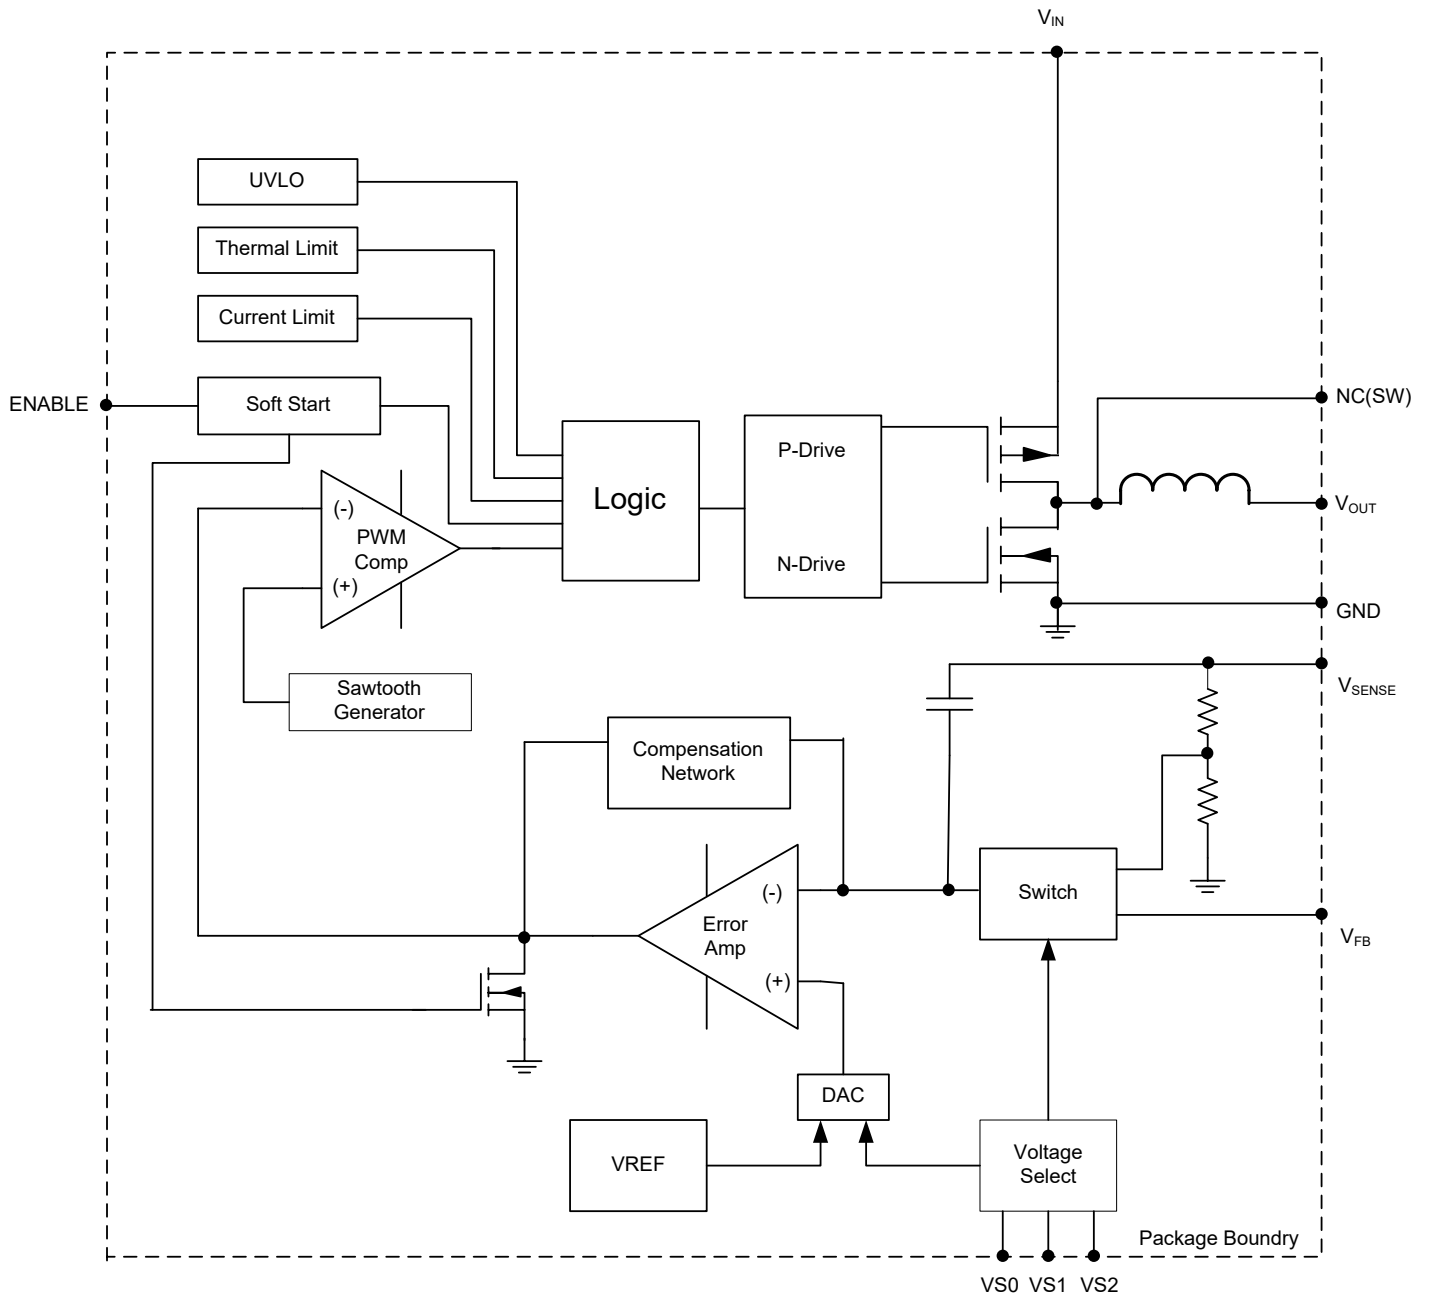 VIN
UVLO
Thermal Limit
Current Limit
ENABLE
Soft Start
NC(SW)
P-Drive
Logic
(-)
PWM
Comp
(+)
N-Drive
VOUT
GND
Sawtooth
Generator
VSENSE
Compensation
Network
(-)
Error
Amp
(+)
Switch
VFB
DAC
VREF
Voltage
Select
Package Boundry
VS0 VS1 VS2